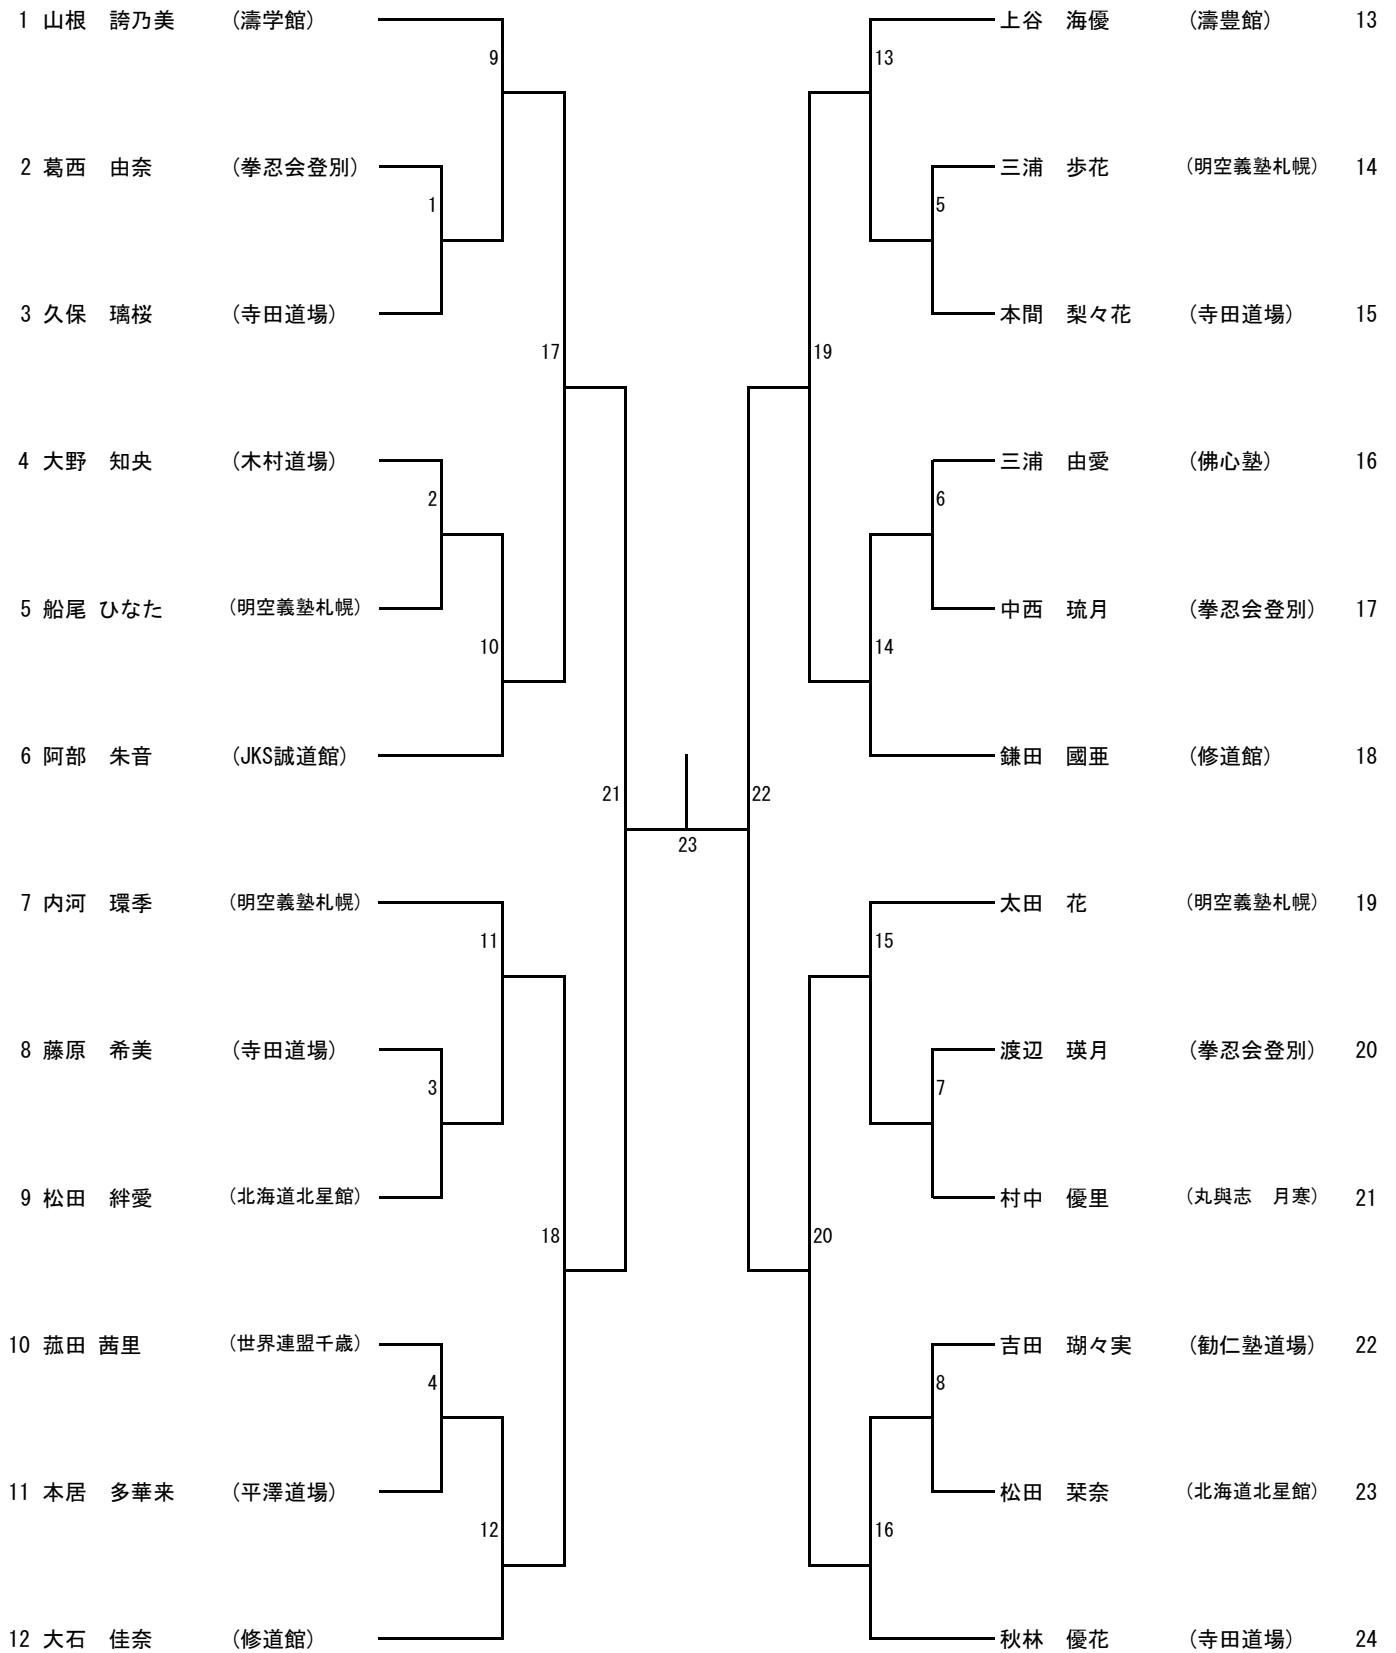 1 山根　誇乃美 (濤学館)
9
2 葛西　由奈 (拳忍会登別)
1
3 久保　璃桜 (寺田道場)
17
4 大野　知央 (木村道場)
2
5 船尾 ひなた (明空義塾札幌)
10
6 阿部　朱音 (JKS誠道館)
21
7 内河　環季 (明空義塾札幌)
11
8 藤原　希美 (寺田道場)
3
9 松田　絆愛 (北海道北星館)
18
10 菰田 茜里 (世界連盟千歳)
4
11 本居　多華来 (平澤道場)
12
12 大石　佳奈 (修道館)
23
上谷　海優 (濤豊館) 13
13
三浦　歩花 (明空義塾札幌) 14
5
本間　梨々花 (寺田道場) 15
19
三浦　由愛 (佛心塾) 16
6
中西　琉月 (拳忍会登別) 17
14
鎌田　國亜 (修道館) 18
22
太田　花 (明空義塾札幌) 19
15
渡辺　瑛月 (拳忍会登別) 20
7
村中　優里 (丸與志　月寒) 21
20
吉田　瑚々実 (勧仁塾道場) 22
8
松田　栞奈 (北海道北星館) 23
16
秋林　優花 (寺田道場) 24